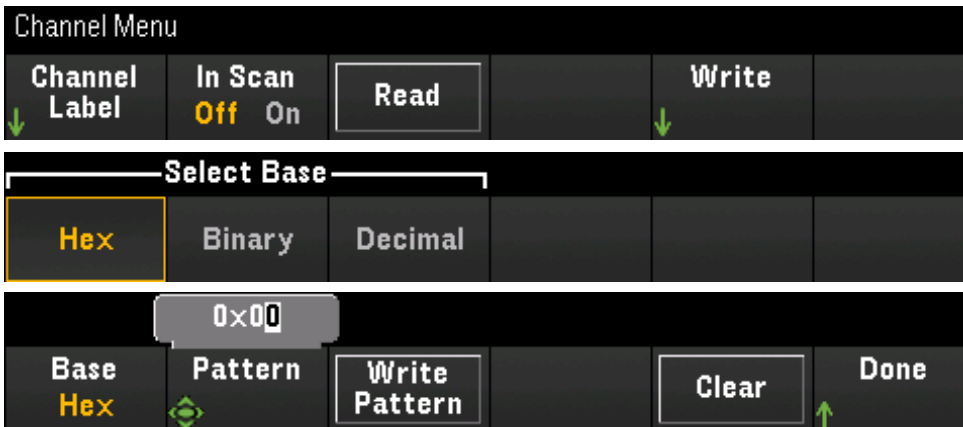 Channel Menu
Channel Label
In Scan
Off On
Read
Write
Select Base
Hex
Binary
Decimal
0x00
Base
Hex
Pattern
Write Pattern
Clear
Done